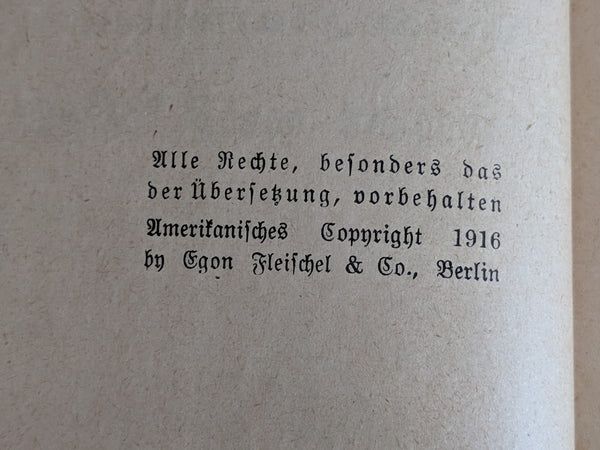 Alle Rechte, beſonders das
der Überſetzung, vorbehalten
Amerikaniſches Copyright 1916
by Egon Fleiſchel & Co., Berlin